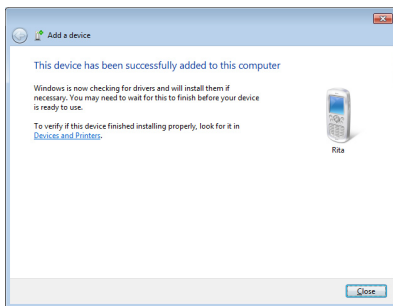 Add a device
This device has been successfully added to this computer
Windows is now checking for drivers and will install them if
necessary. You may need to wait for this to finish before your device
is ready to use.
To verify if this device finished installing properly, look for it in
Devices and Printers.
Rita
Close